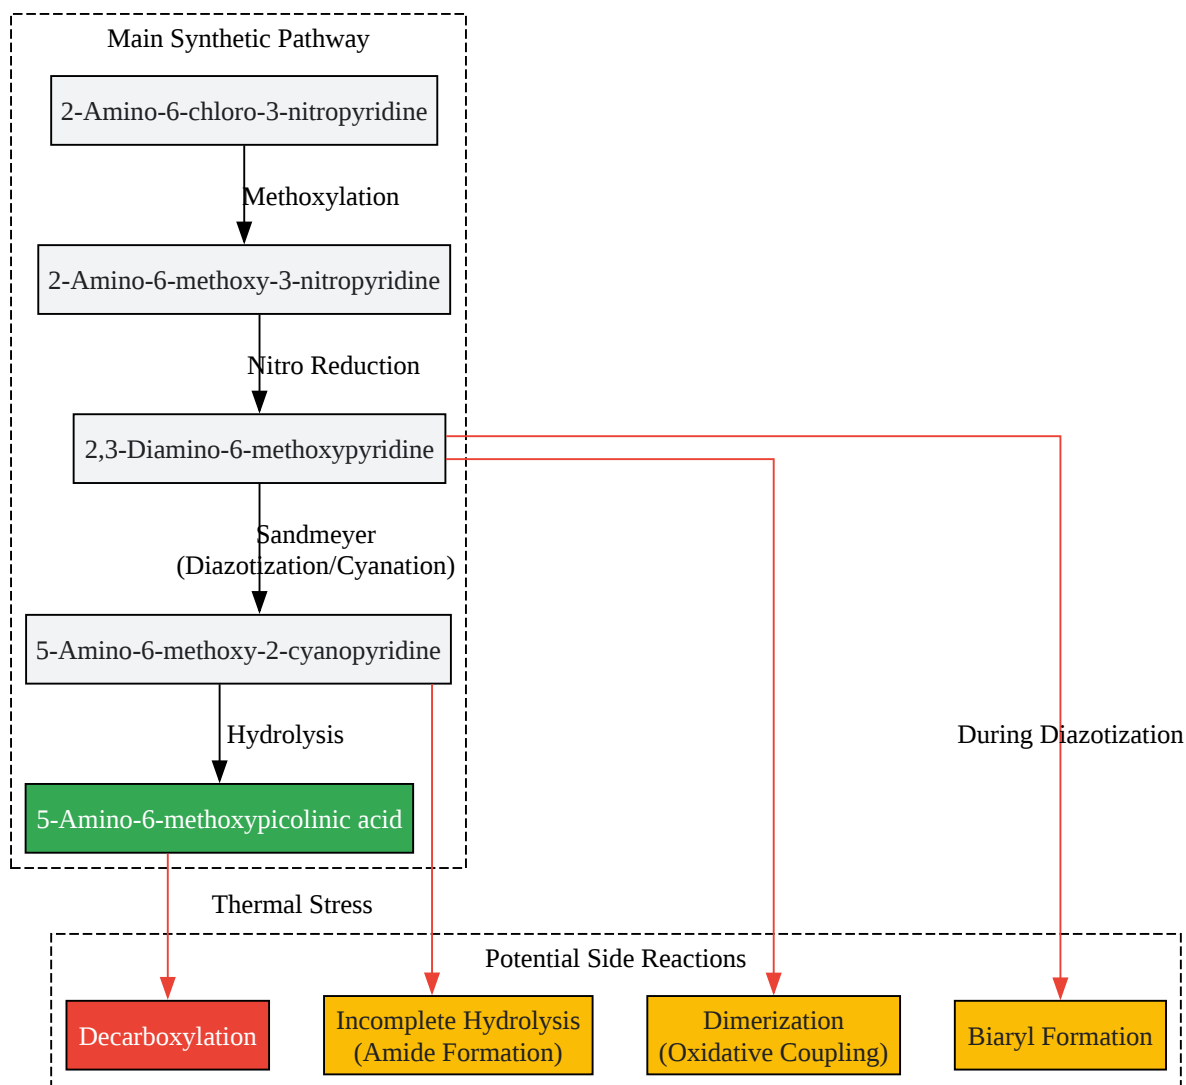 Main Synthetic Pathway
2-Amino-6-chloro-3-nitropyridine
Methoxylation
2-Amino-6-methoxy-3-nitropyridine
Nitro Reduction
2,3-Diamino-6-methoxypyridine
Sandmeyer
(Diazotization/Cyanation)
5-Amino-6-methoxy-2-cyanopyridine
Hydrolysis
During Diazotization
5-Amino-6-methoxypicolinic acid
Thermal Stress
Potential Side Reactions
Decarboxylation
Incomplete Hydrolysis
(Amide Formation)
Dimerization
(Oxidative Coupling)
Biaryl Formation